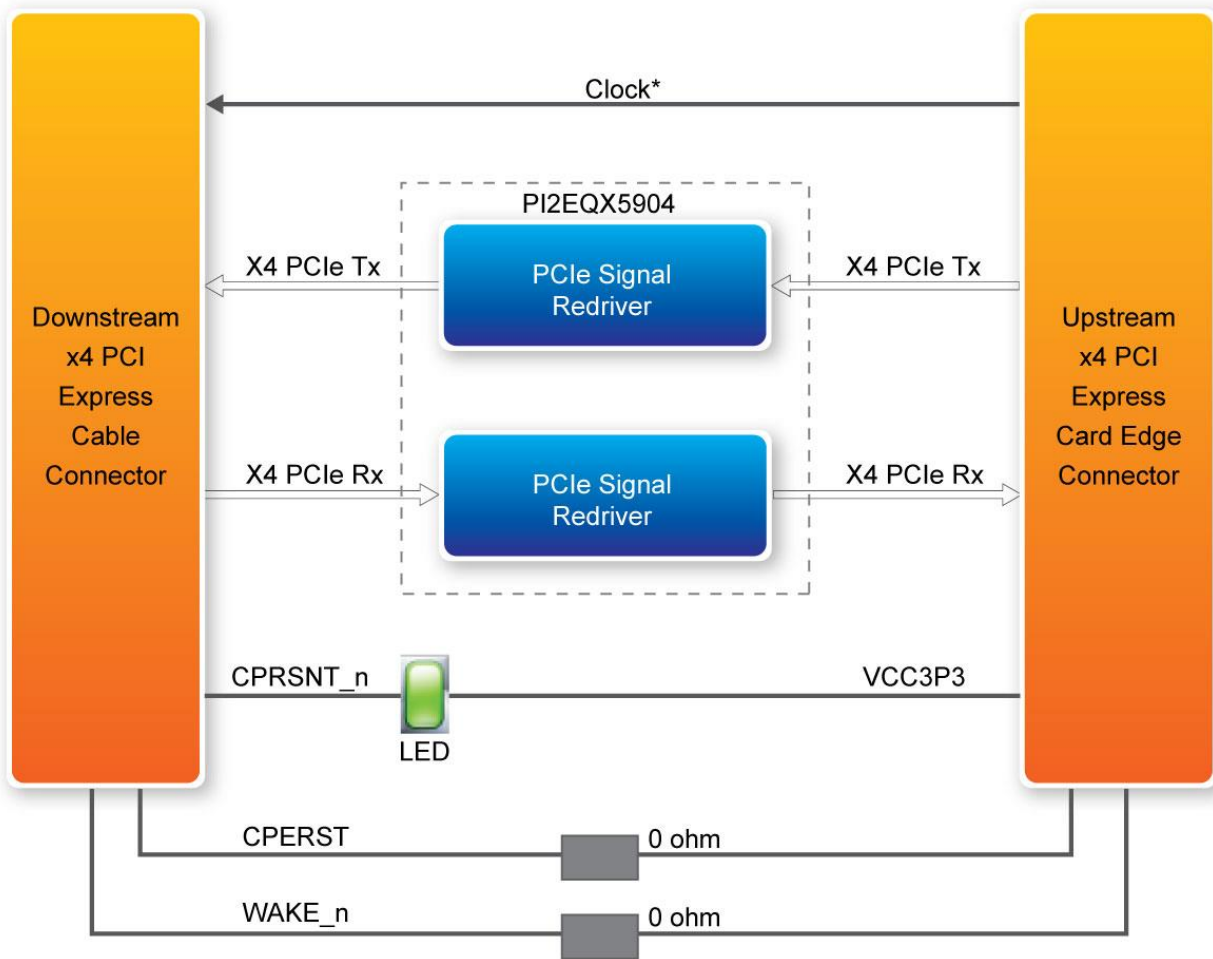 Clock*
PI2EQX5904
X4 PCIe Tx
PCIe Signal
Redriver
X4 PCIe Tx
Downstream
x4 PCI
Express
Cable
Connector
Upstream
x4 PCI
Express
Card Edge
Connector
X4 PCIe Rx
PCIe Signal
Redriver
X4 PCIe Rx
CPRSNT_n
VCC3P3
LED
CPERST
0 ohm
WAKE_n
0 ohm